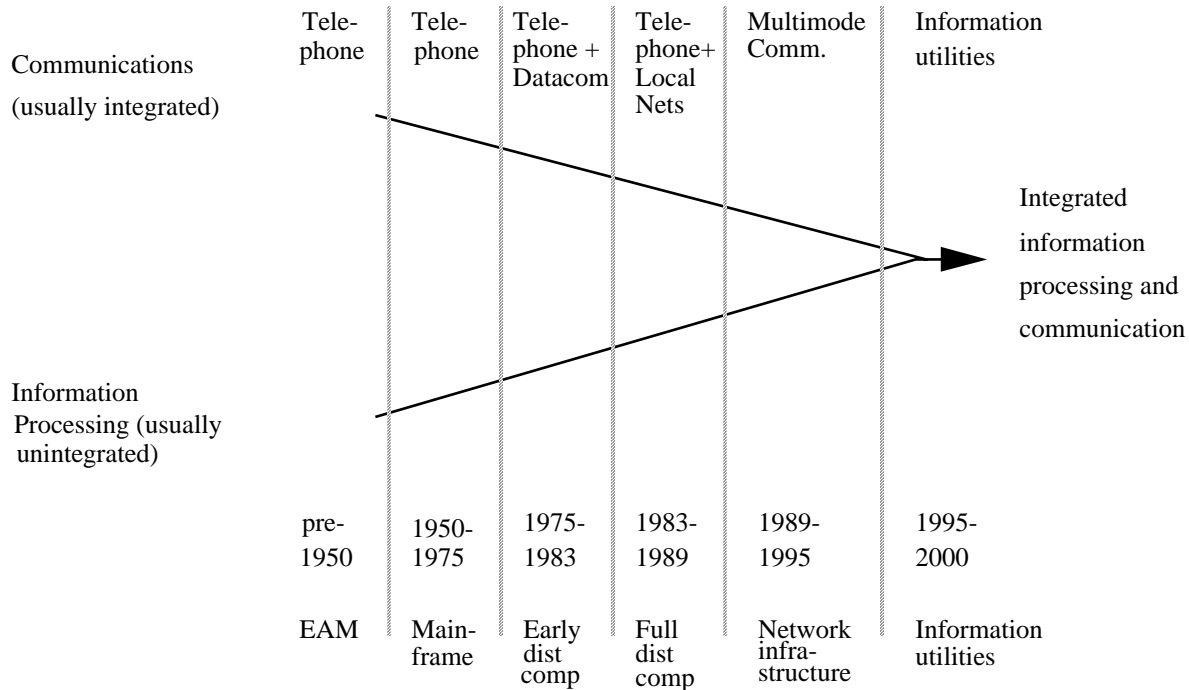 Tele-
phone
Tele-
phone
Tele-
phone +
Datacom
Tele-
phone+
Local
Nets
Multimode
Comm.
Information
utilities
Communications
(usually integrated)
Integrated
information
processing and
communication
Information
Processing (usually
unintegrated)
pre-
1950
1950-
1975
1975-
1983
1983-
1989
1989-
1995
1995-
2000
EAM
Main-
frame
Early
dist
comp
Full
dist
comp
Network
infra-
structure
Information
utilities